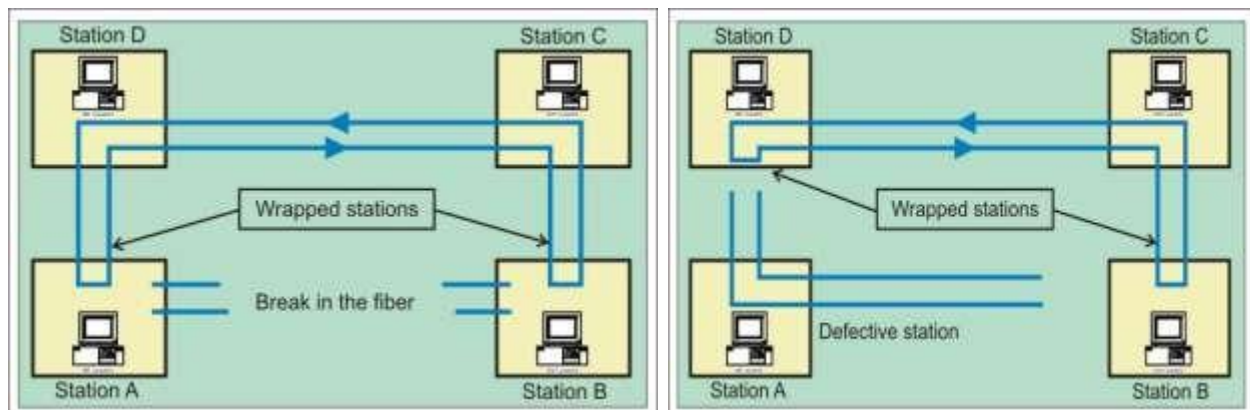 Station D
Station C
Wrapped stations
Break in the fiber
Station A
Station B
Station D
Station C
Wrapped stations
Defective station
Station A
Station B